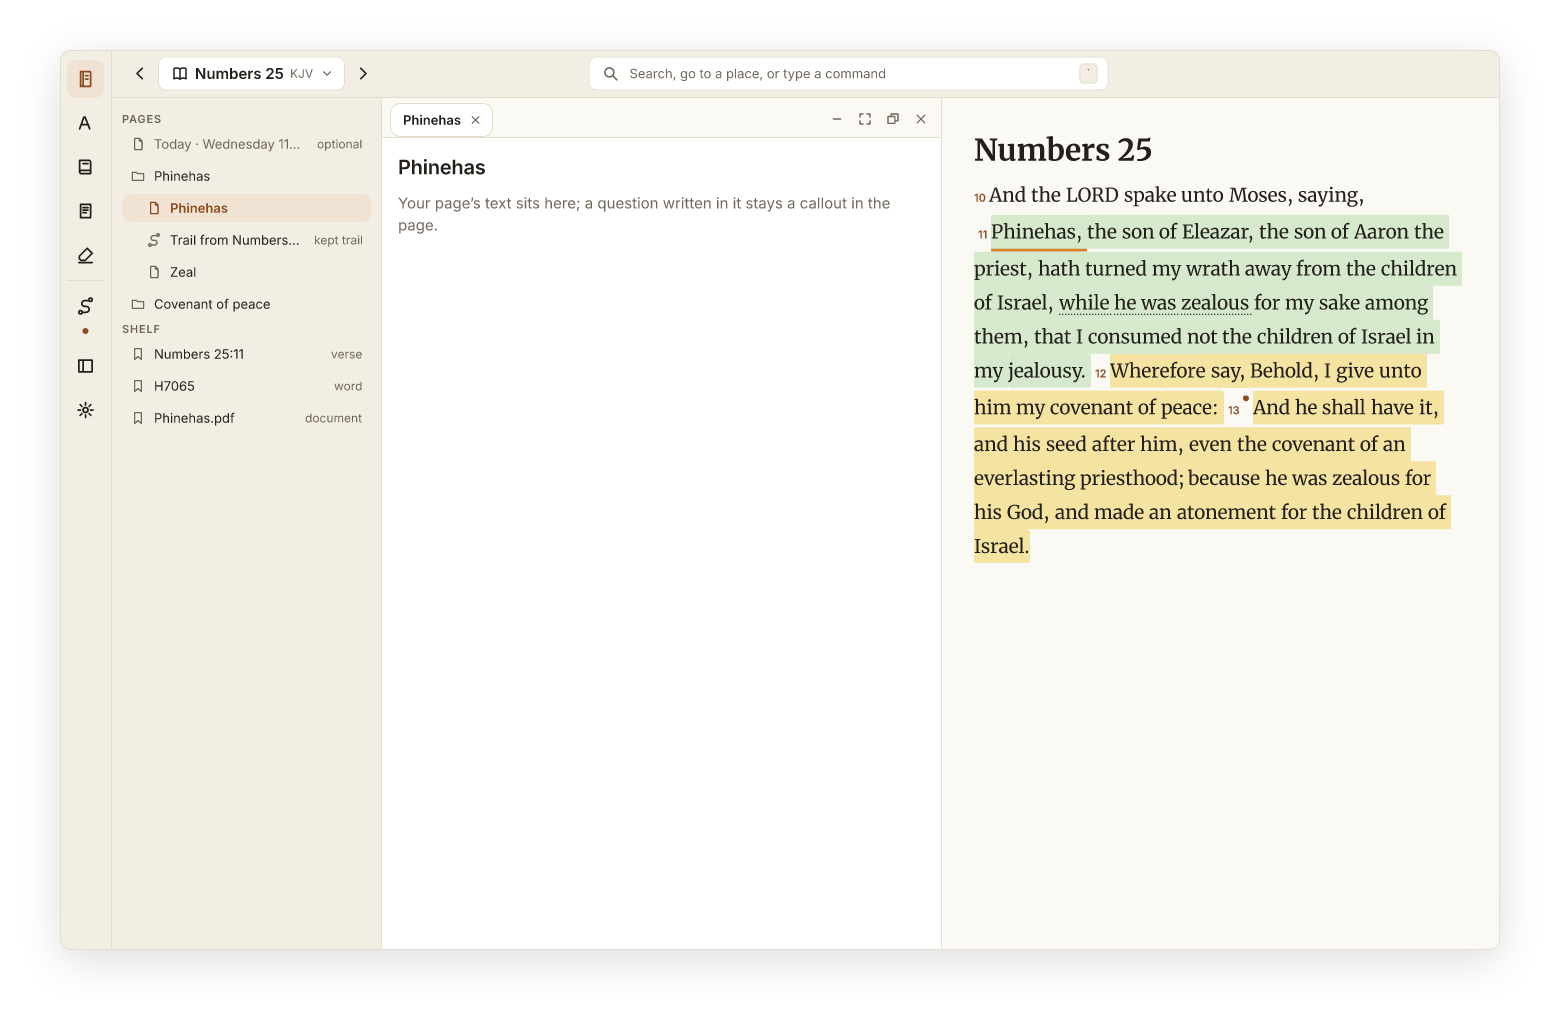 Numbers 25 KJV
Search, go to a place, or type a command
PAGES
Today · Wednesday 11... optional
Phinehas
Phinehas
Trail from Numbers... kept trail
Zeal
Covenant of peace
SHELF
Numbers 25:11 verse
H7065 word
Phinehas.pdf document
Phinehas
Phinehas
Your page’s text sits here; a question written in it stays a callout in the
page.
Numbers 25
10 And the LORD spake unto Moses, saying,
11 Phinehas, the son of Eleazar, the son of Aaron the
priest, hath turned my wrath away from the children
of Israel, while he was zealous for my sake among
them, that I consumed not the children of Israel in
my jealousy. 12 Wherefore say, Behold, I give unto
him my covenant of peace: 13 And he shall have it,
and his seed after him, even the covenant of an
everlasting priesthood; because he was zealous for
his God, and made an atonement for the children of
Israel.